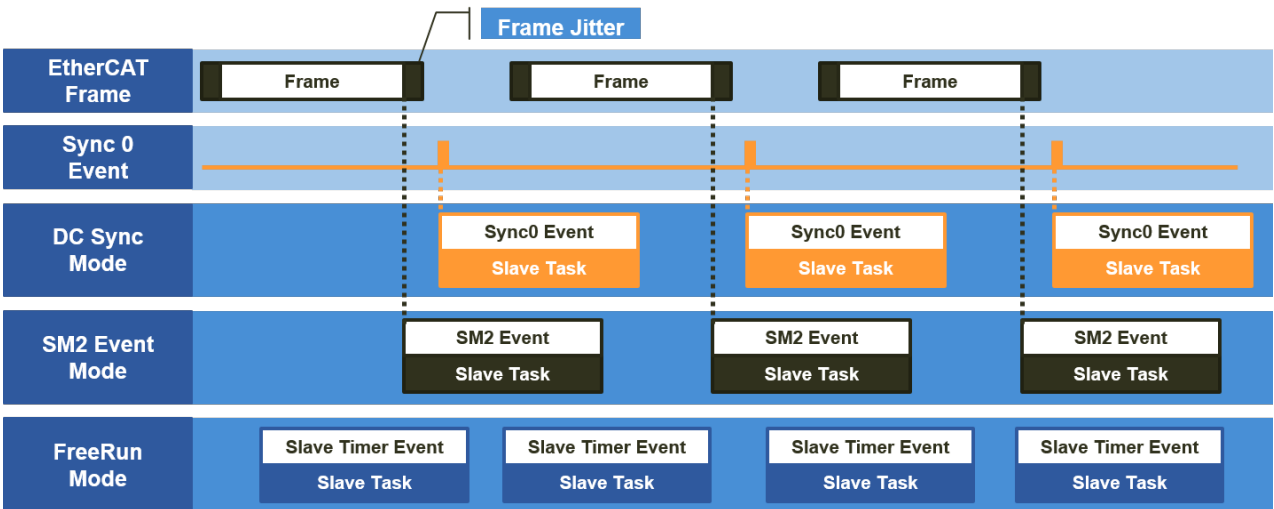 Frame Jitter
EtherCAT
Frame
Frame
Frame
Frame
Sync 0
Event
DC Sync
Mode
Sync0 Event
Slave Task
Sync0 Event
Slave Task
Sync0 Event
Slave Task
SM2 Event
Mode
SM2 Event
Slave Task
SM2 Event
Slave Task
SM2 Event
Slave Task
FreeRun
Mode
Slave Timer Event
Slave Task
Slave Timer Event
Slave Task
Slave Timer Event
Slave Task
Slave Timer Event
Slave Task